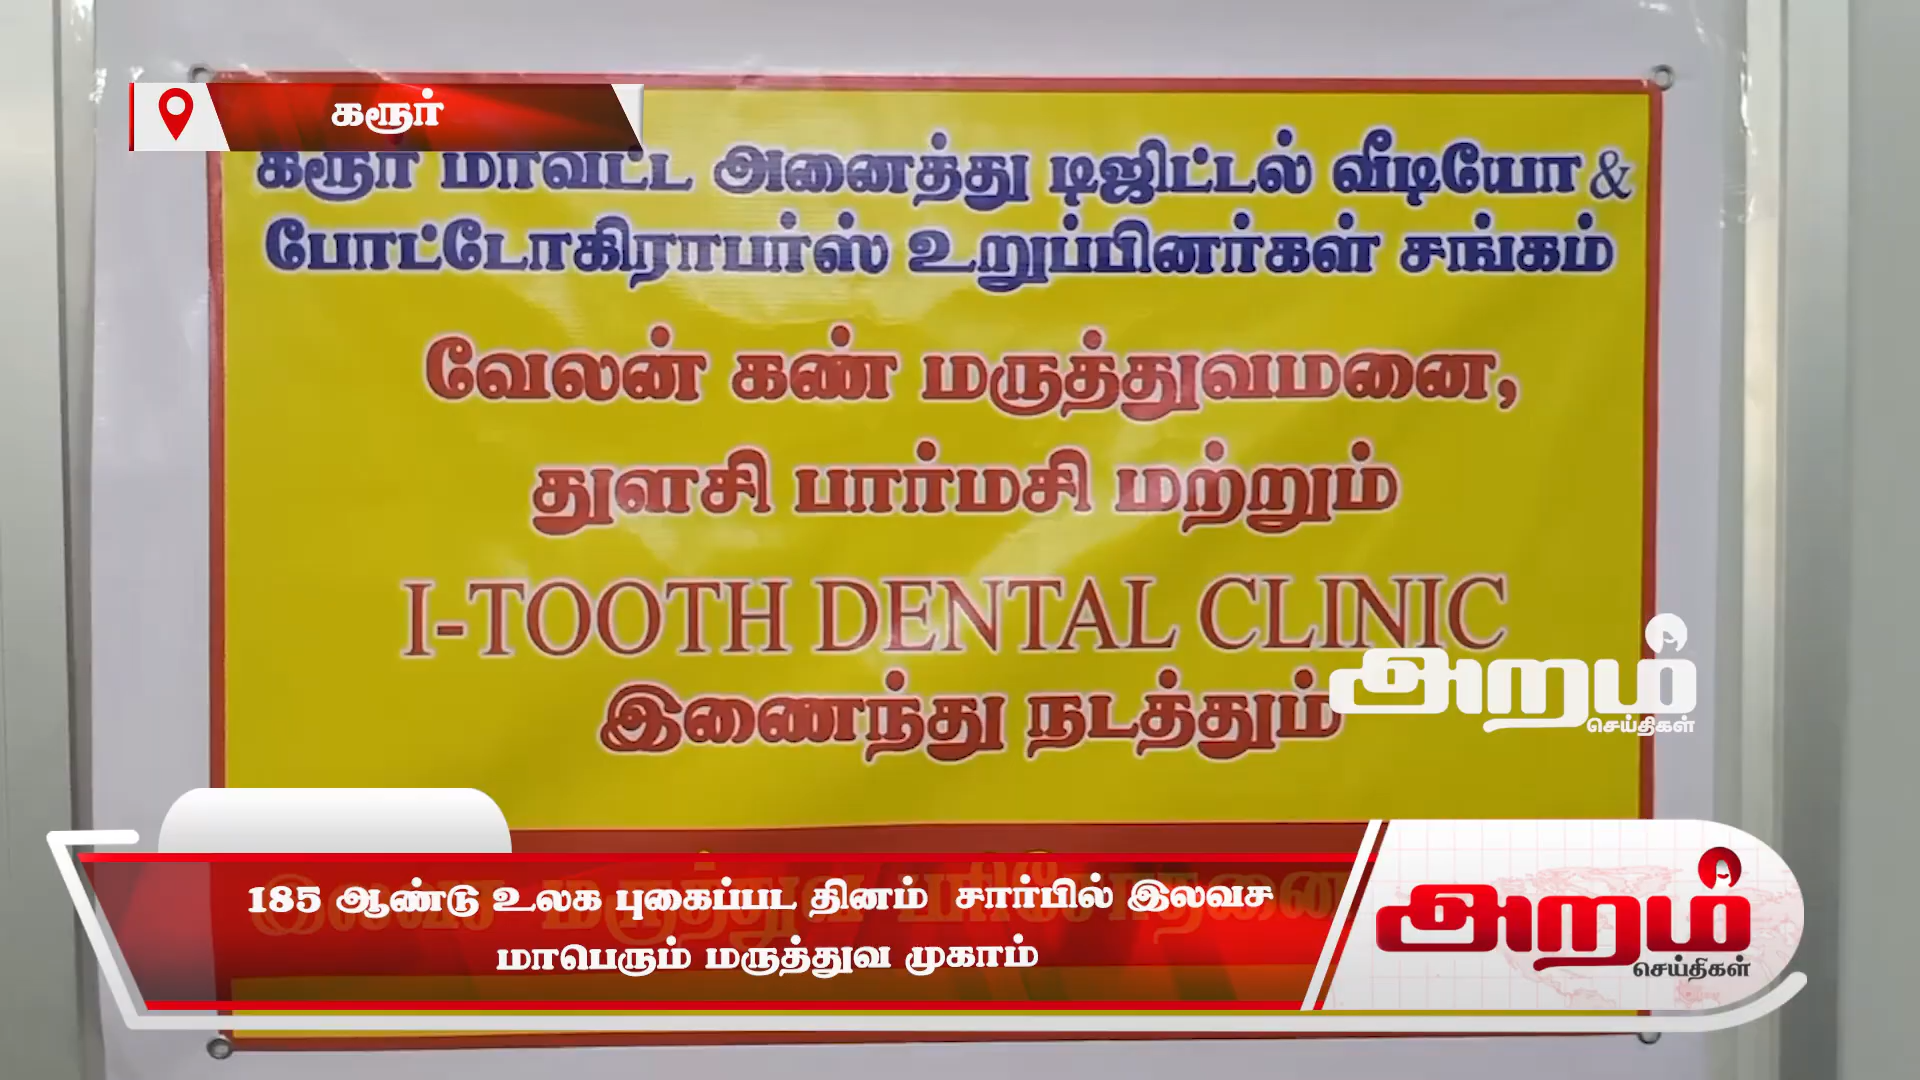 கரூர்
கரூர் மாவட்ட அனைத்து டிஜிட்டல் வீடியோ &
போட்டோகிராபர்ஸ் உறுப்பினர்கள் சங்கம்
வேலன் கண் மருத்துவமனை,
துளசி பார்மசி மற்றும்
I-TOOTH DENTAL CLINIC
இணைந்து நடத்தும்
அறம்
செய்திகள்
185 ஆண்டு உலக புகைப்பட தினம் சார்பில் இலவச
மாபெரும் மருத்துவ முகாம்
அறம்
செய்திகள்